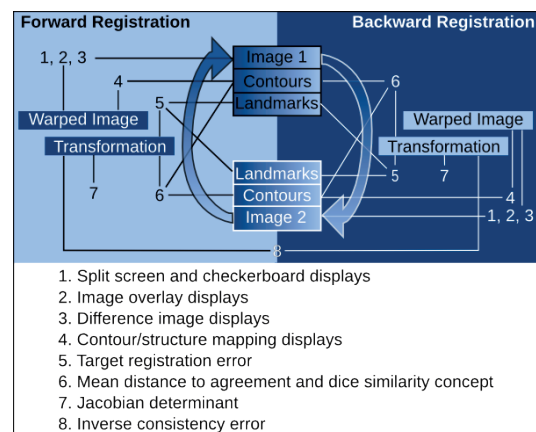 Forward Registration
Backward Registration
1, 2, 3
Image 1
4
Contours
6
5
Landmarks
Warped Image
Warped Image
Transformation
Transformation
7
6
Landmarks
5
7
Contours
4
Image 2
1, 2, 3
8
1. Split screen and checkerboard displays
2. Image overlay displays
3. Difference image displays
4. Contour/structure mapping displays
5. Target registration error
6. Mean distance to agreement and dice similarity concept
7. Jacobian determinant
8. Inverse consistency error